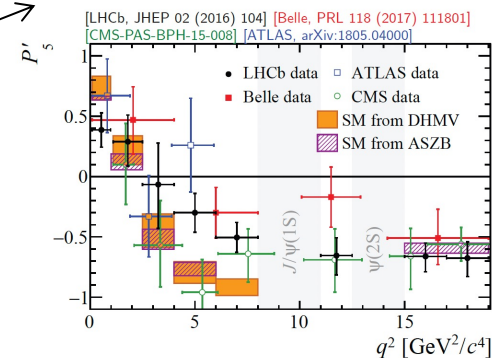 [LHCb, JHEP 02 (2016) 104] [Belle, PRL 118 (2017) 111801]
[CMS-PAS-BPH-15-008] [ATLAS, arXiv:1805.04000]
P′5
1
0.5
0
−0.5
−1
LHCb data
ATLAS data
Belle data
CMS data
SM from DHMV
SM from ASZB
J/ψ(1S)
ψ(2S)
0 5 10 15
q² [GeV²/c⁴]